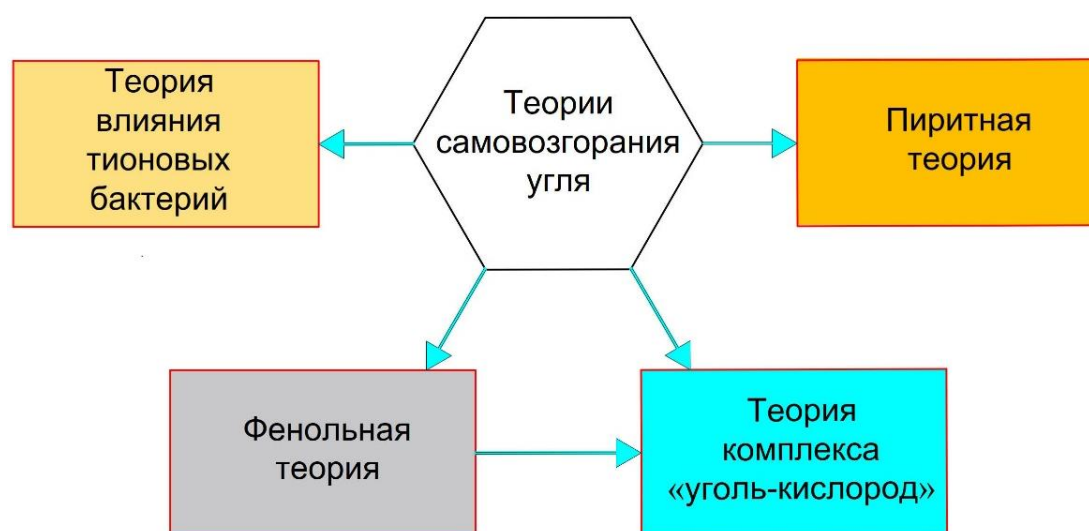 Теория
влияния
тионовых
бактерий
Теории
самовозгорания
угля
Пиритная
теория
Фенольная
теория
Теория
комплекса
«уголь-кислород»